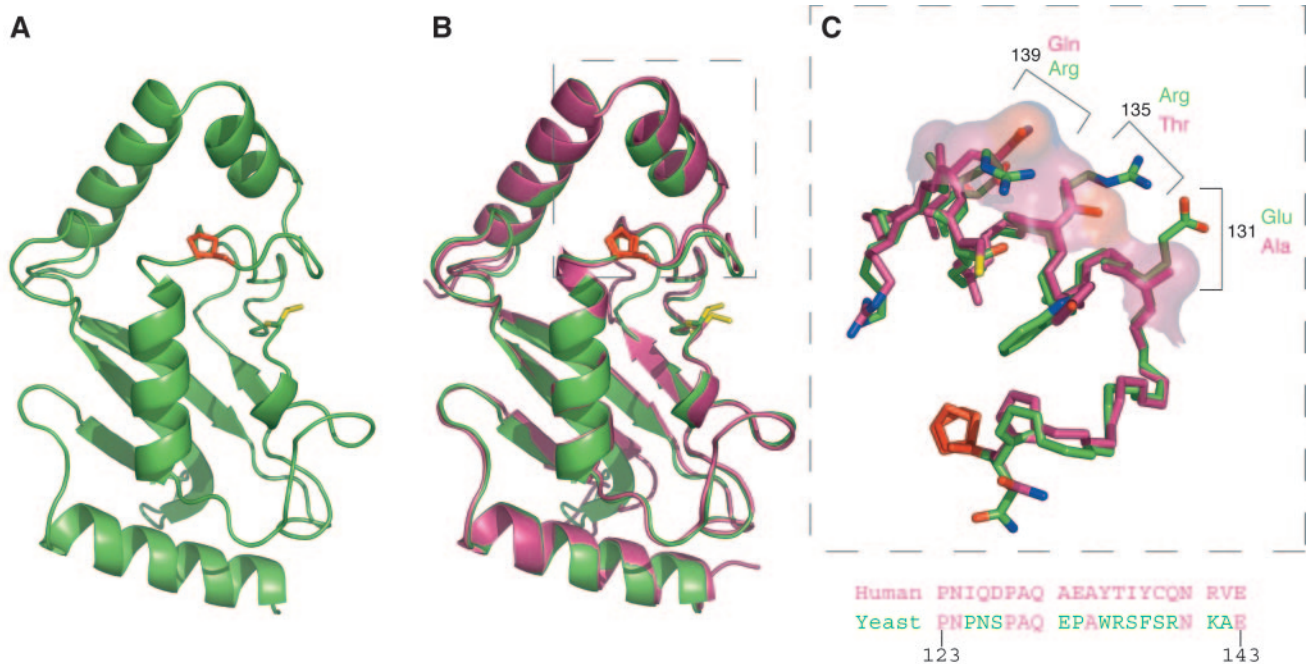 A
B
C
139
Gln
Arg
135
Arg
Thr
131
Glu
Ala
Human PNIQDPAQ AEAYTIYCQN RVE
Yeast PNPNSPAQ EPAWRSFSRN KAE
123 143